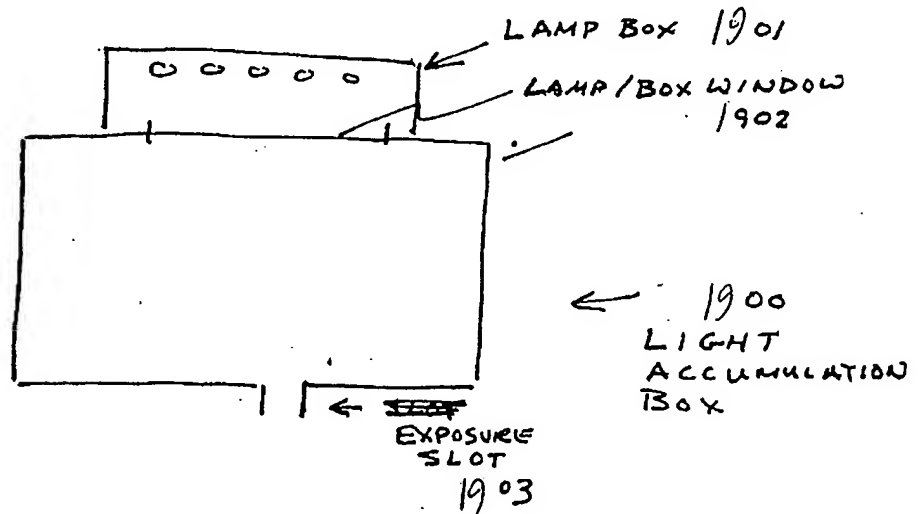 LAMP BOX 1901
LAMP/BOX WINDOW
1902
1900
LIGHT
ACCUMULATION
BOX
EXPOSURE
SLOT
1903